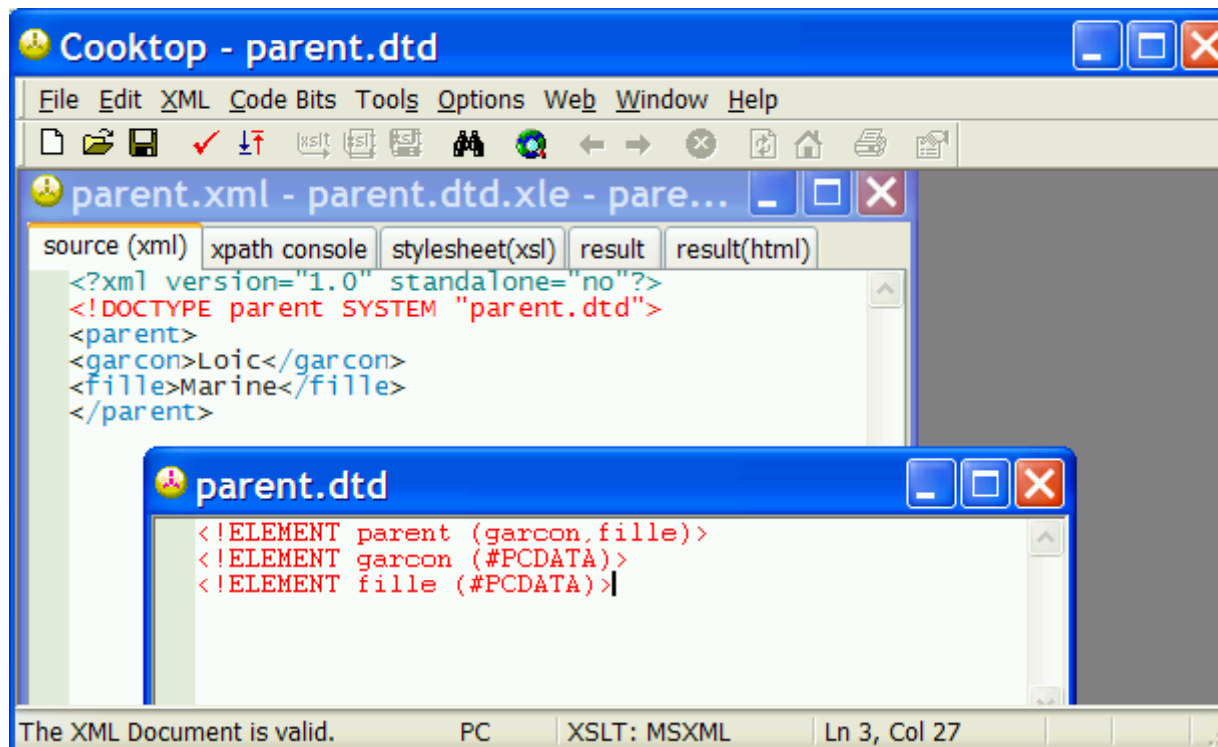 Cooktop - parent.dtd
File Edit XML Code Bits Tools Options Web Window Help
xslt xslt xslt
parent.xml - parent.dtd.xle - pare...
source (xml) xpath console stylesheet(xsl) result result(html)
<?xml version="1.0" standalone="no"?>
<!DOCTYPE parent SYSTEM "parent.dtd">
<parent>
<garcon>Loic</garcon>
<fille>Marine</fille>
</parent>
parent.dtd
<!ELEMENT parent (garcon,fille)>
<!ELEMENT garcon (#PCDATA)>
<!ELEMENT fille (#PCDATA)>
The XML Document is valid. PC XSLT: MSXML Ln 3, Col 27